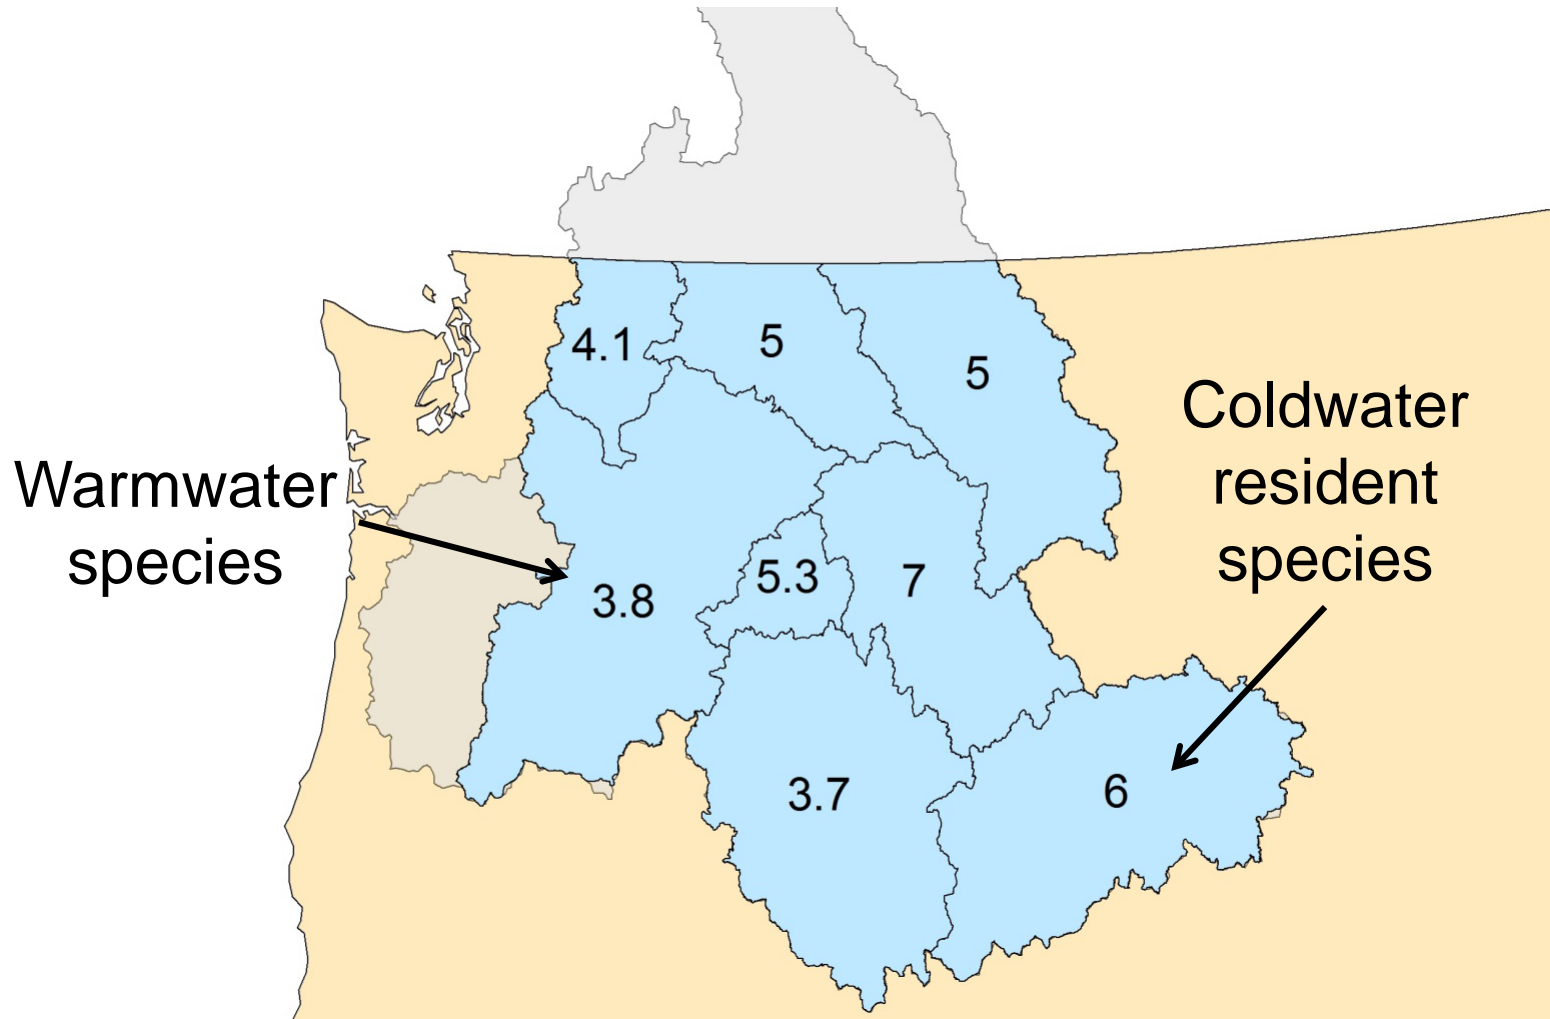 4.1
5
5
Coldwater
resident
species
Warmwater
species
3.8
5.3
7
3.7
6